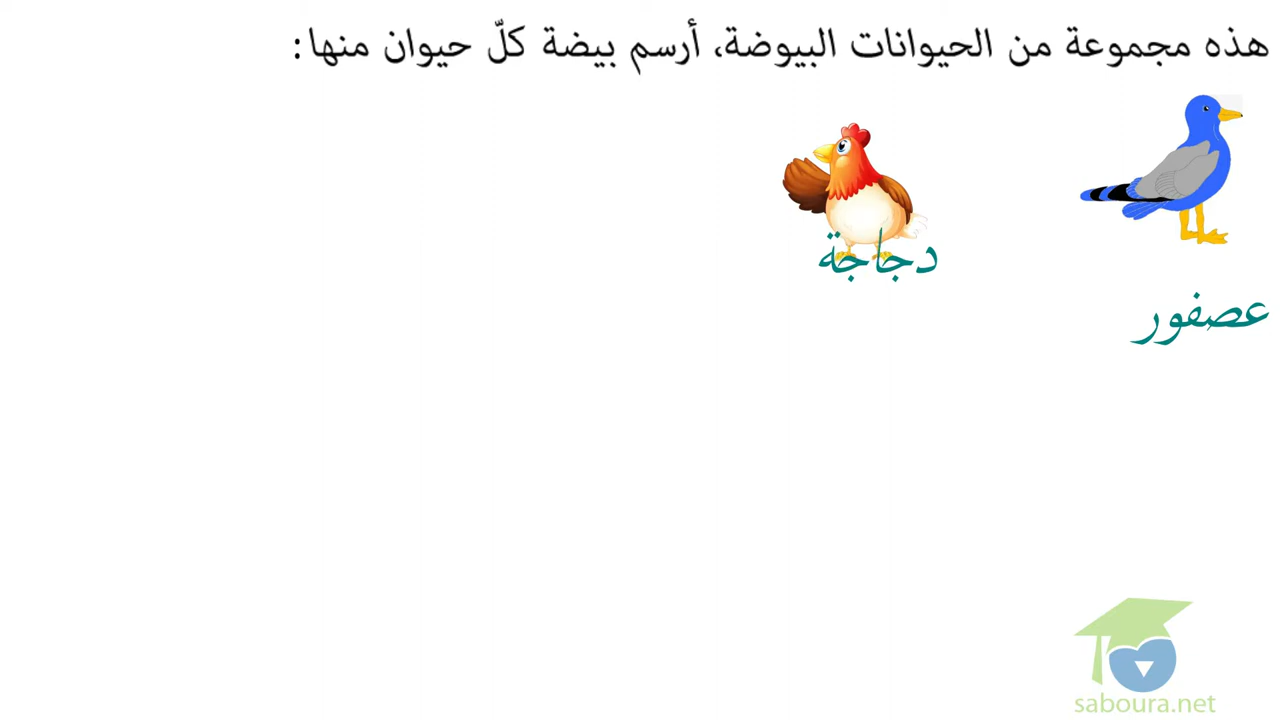 هذه مجموعة من الحيوانات البيوضة، أرسم بيضة كلّ حيوان منها:
دجاجة
عصفور
saboura.net